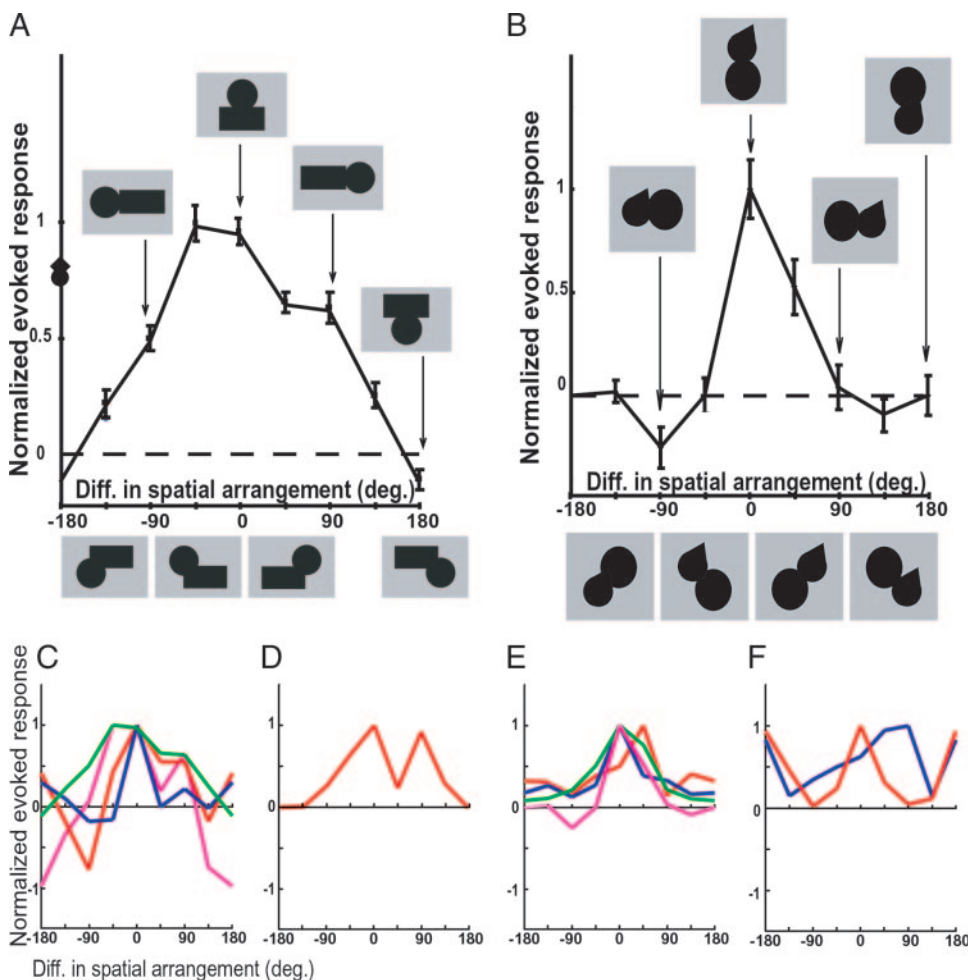 A
Normalized evoked response
1
0.5
0
Diff. in spatial arrangement (deg.)
-180 -90 0 90 180
B
Normalized evoked response
1
0.5
0
Diff. in spatial arrangement (deg.)
-180 -90 0 90 180
Normalized evoked response
C
1
0
-1
-180 -90 0 90 180
Diff. in spatial arrangement (deg.)
D
1
0
1
-180 -90 0 90 180
E
1
0
1
-180 -90 0 90 180
F
1
0
1
-180 -90 0 90 180